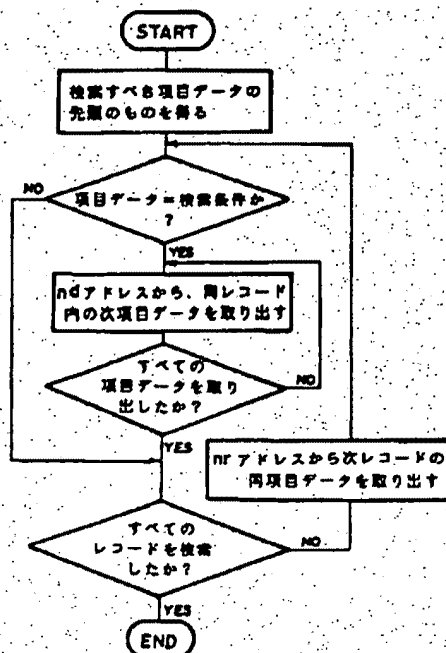 START
検索すべき項目データの
先頭のものを得る
項目データ=検索条件か
?
NO
YES
ndアドレスから、同レコード
内の次項目データを取り出す
すべての
項目データを取り
出したか?
NO
YES
nrアドレスから次レコードの
同項目データを取り出す
すべての
レコードを検索
したか?
NO
YES
END